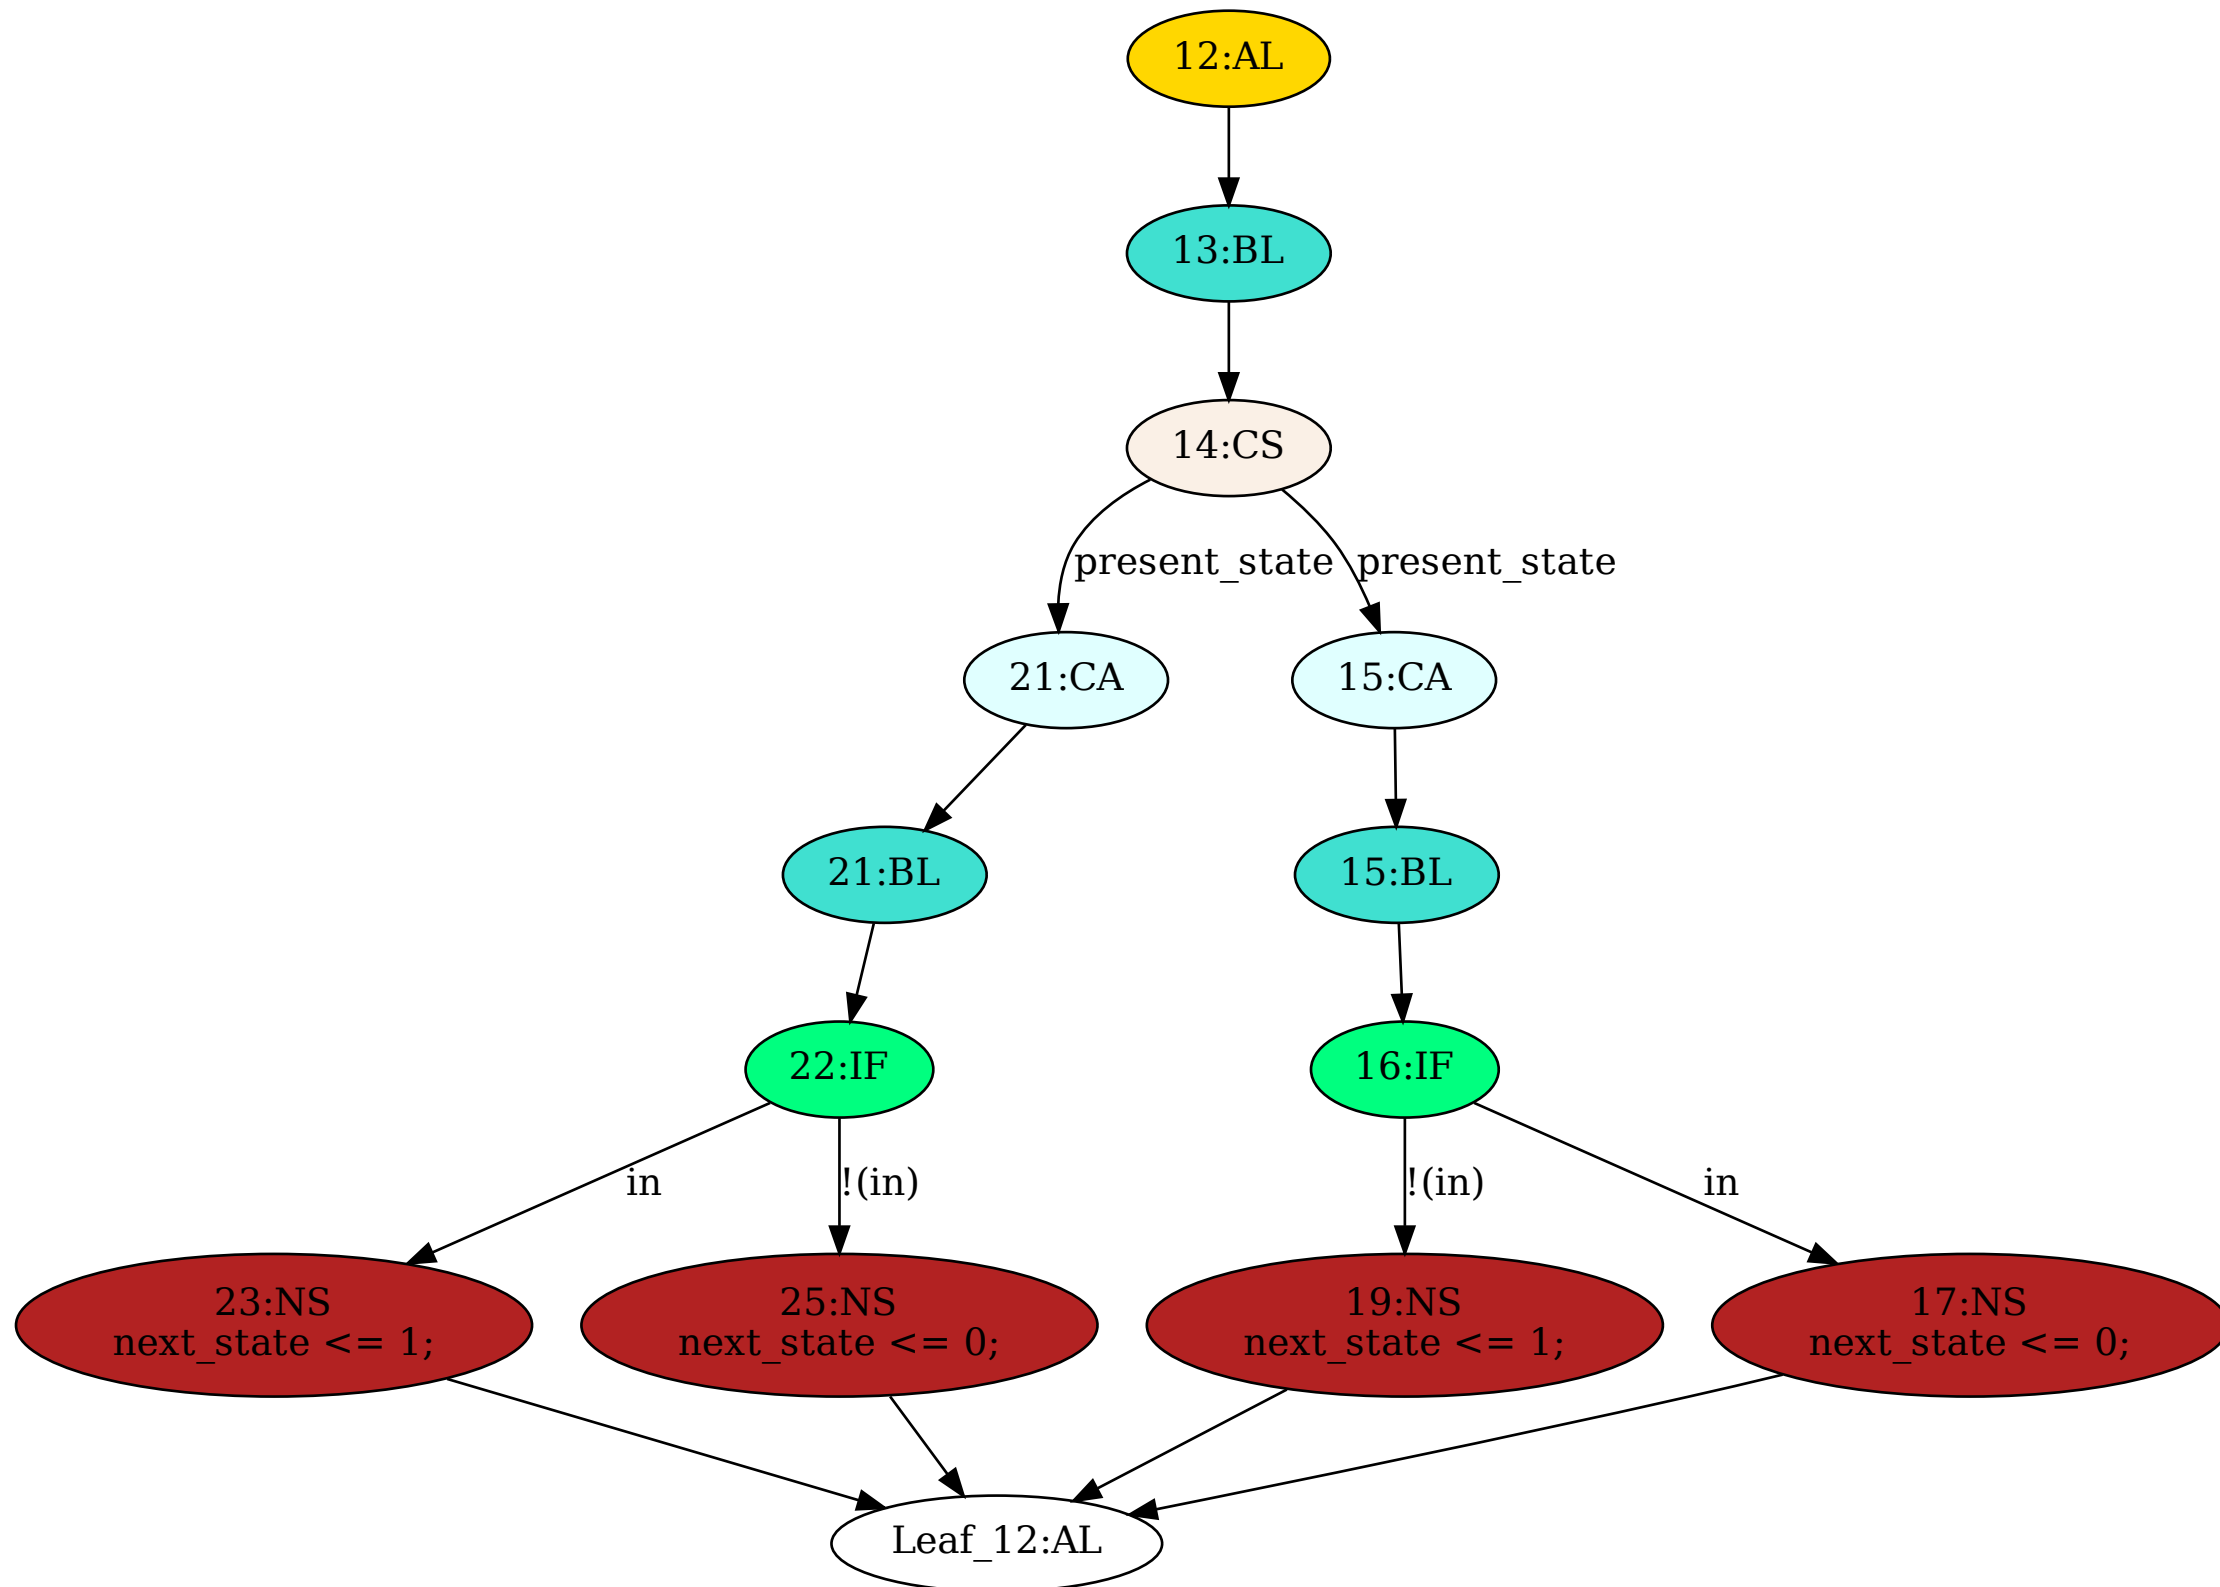 12:AL
13:BL
14:CS
present_state
present_state
21:CA
15:CA
21:BL
15:BL
22:IF
16:IF
in
!(in)
!(in)
in
23:NS
next_state <= 1;
25:NS
next_state <= 0;
19:NS
next_state <= 1;
17:NS
next_state <= 0;
Leaf_12:AL